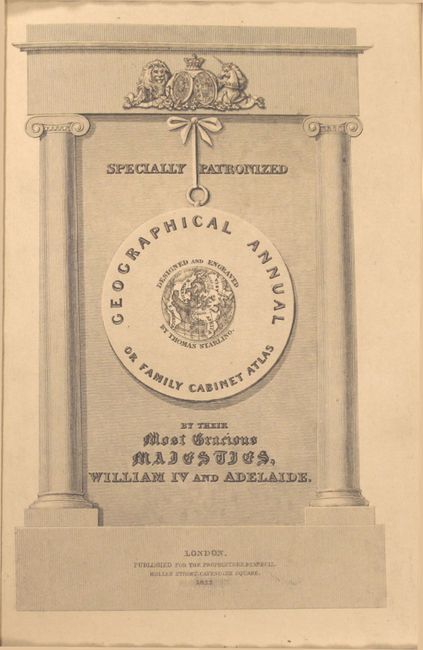 SPECIALLY PATRONIZED
GEOGRAPHICAL ANNUAL
DESIGNED AND ENGRAVED
BY THOMAS STARLING.
OR FAMILY CABINET ATLAS
BY THEIR
Most Gracious
MAJESTIES,
WILLIAM IV AND ADELAIDE.
LONDON.
PUBLISHED FOR THE PROPRIETORS
HOLLES STREET, CAVENDISH SQUARE.